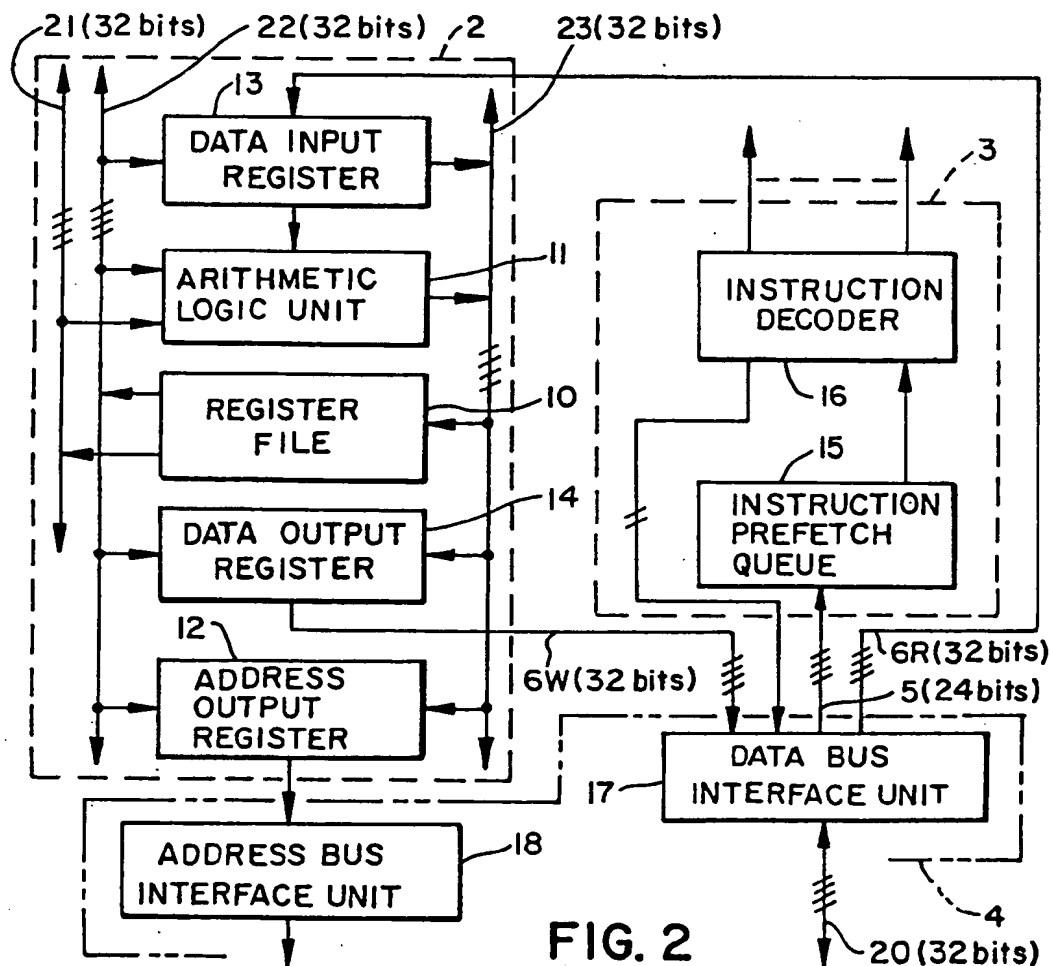 21 (32 bits)
22 (32 bits)
2
23 (32 bits)
13
DATA INPUT
REGISTER
3
11
ARITHMETIC
LOGIC UNIT
INSTRUCTION
DECODER
10
REGISTER
FILE
16
15
14
DATA OUTPUT
REGISTER
INSTRUCTION
PREFETCH
QUEUE
12
ADDRESS
OUTPUT
REGISTER
6W (32 bits)
6R (32 bits)
5 (24 bits)
17
DATA BUS
INTERFACE UNIT
18
ADDRESS BUS
INTERFACE UNIT
4
20 (32 bits)
FIG. 2